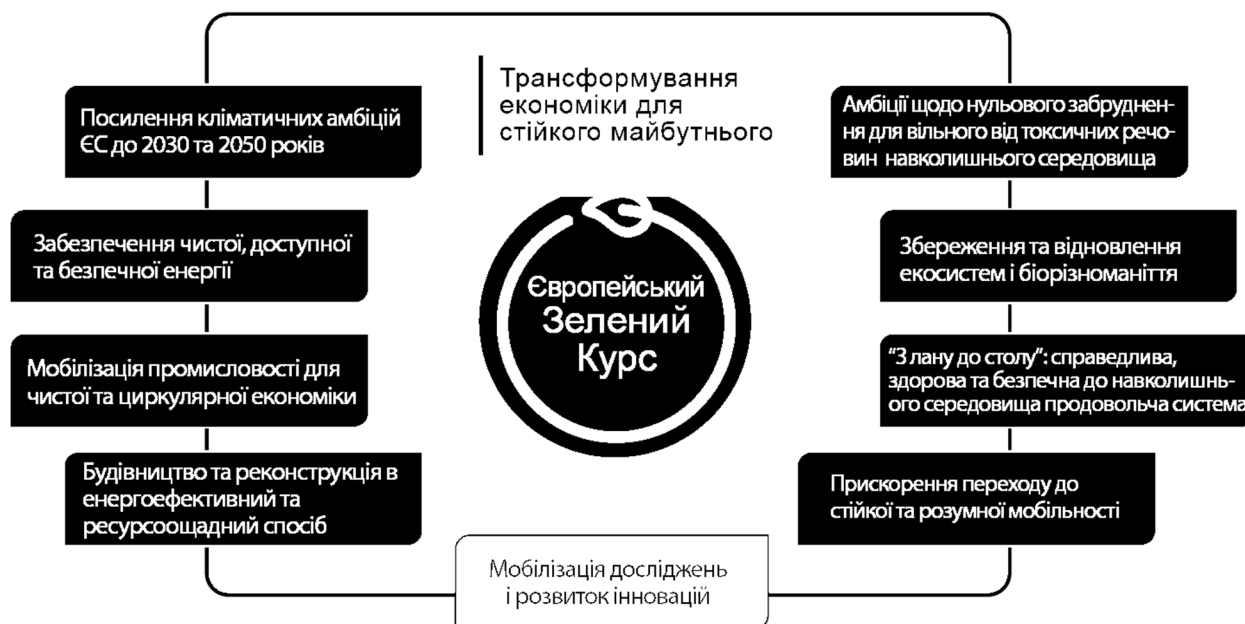 Трансформування
економіки для
стійкого майбутнього
Посилення кліматичних амбіцій
ЄС до 2030 та 2050 років
Забезпечення чистої, доступної
та безпечної енергії
Мобілізація промисловості для
чистої та циркулярної економіки
Будівництво та реконструкція в
енергоефективний та
ресурсоощадний спосіб
Європейський
Зелений
Курс
Амбіції щодо нульового забруднен-
ня для вільного від токсичних речо-
вин навколишнього середовища
Збереження та відновлення
екосистем і біорізноманіття
“З лану до столу”: справедлива,
здорова та безпечна до навколишнь-
ого середовища продовольча система
Прискорення переходу до
стійкої та розумної мобільності
Мобілізація досліджень
і розвиток інновацій